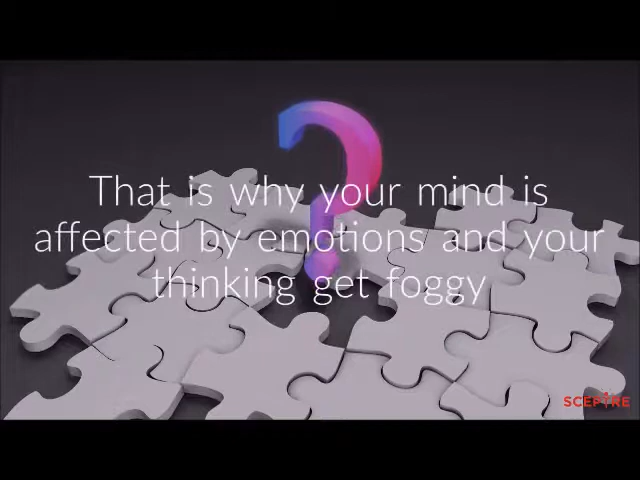 That is why your mind is
affected by emotions and your
thinking get foggy
SCEPTRE